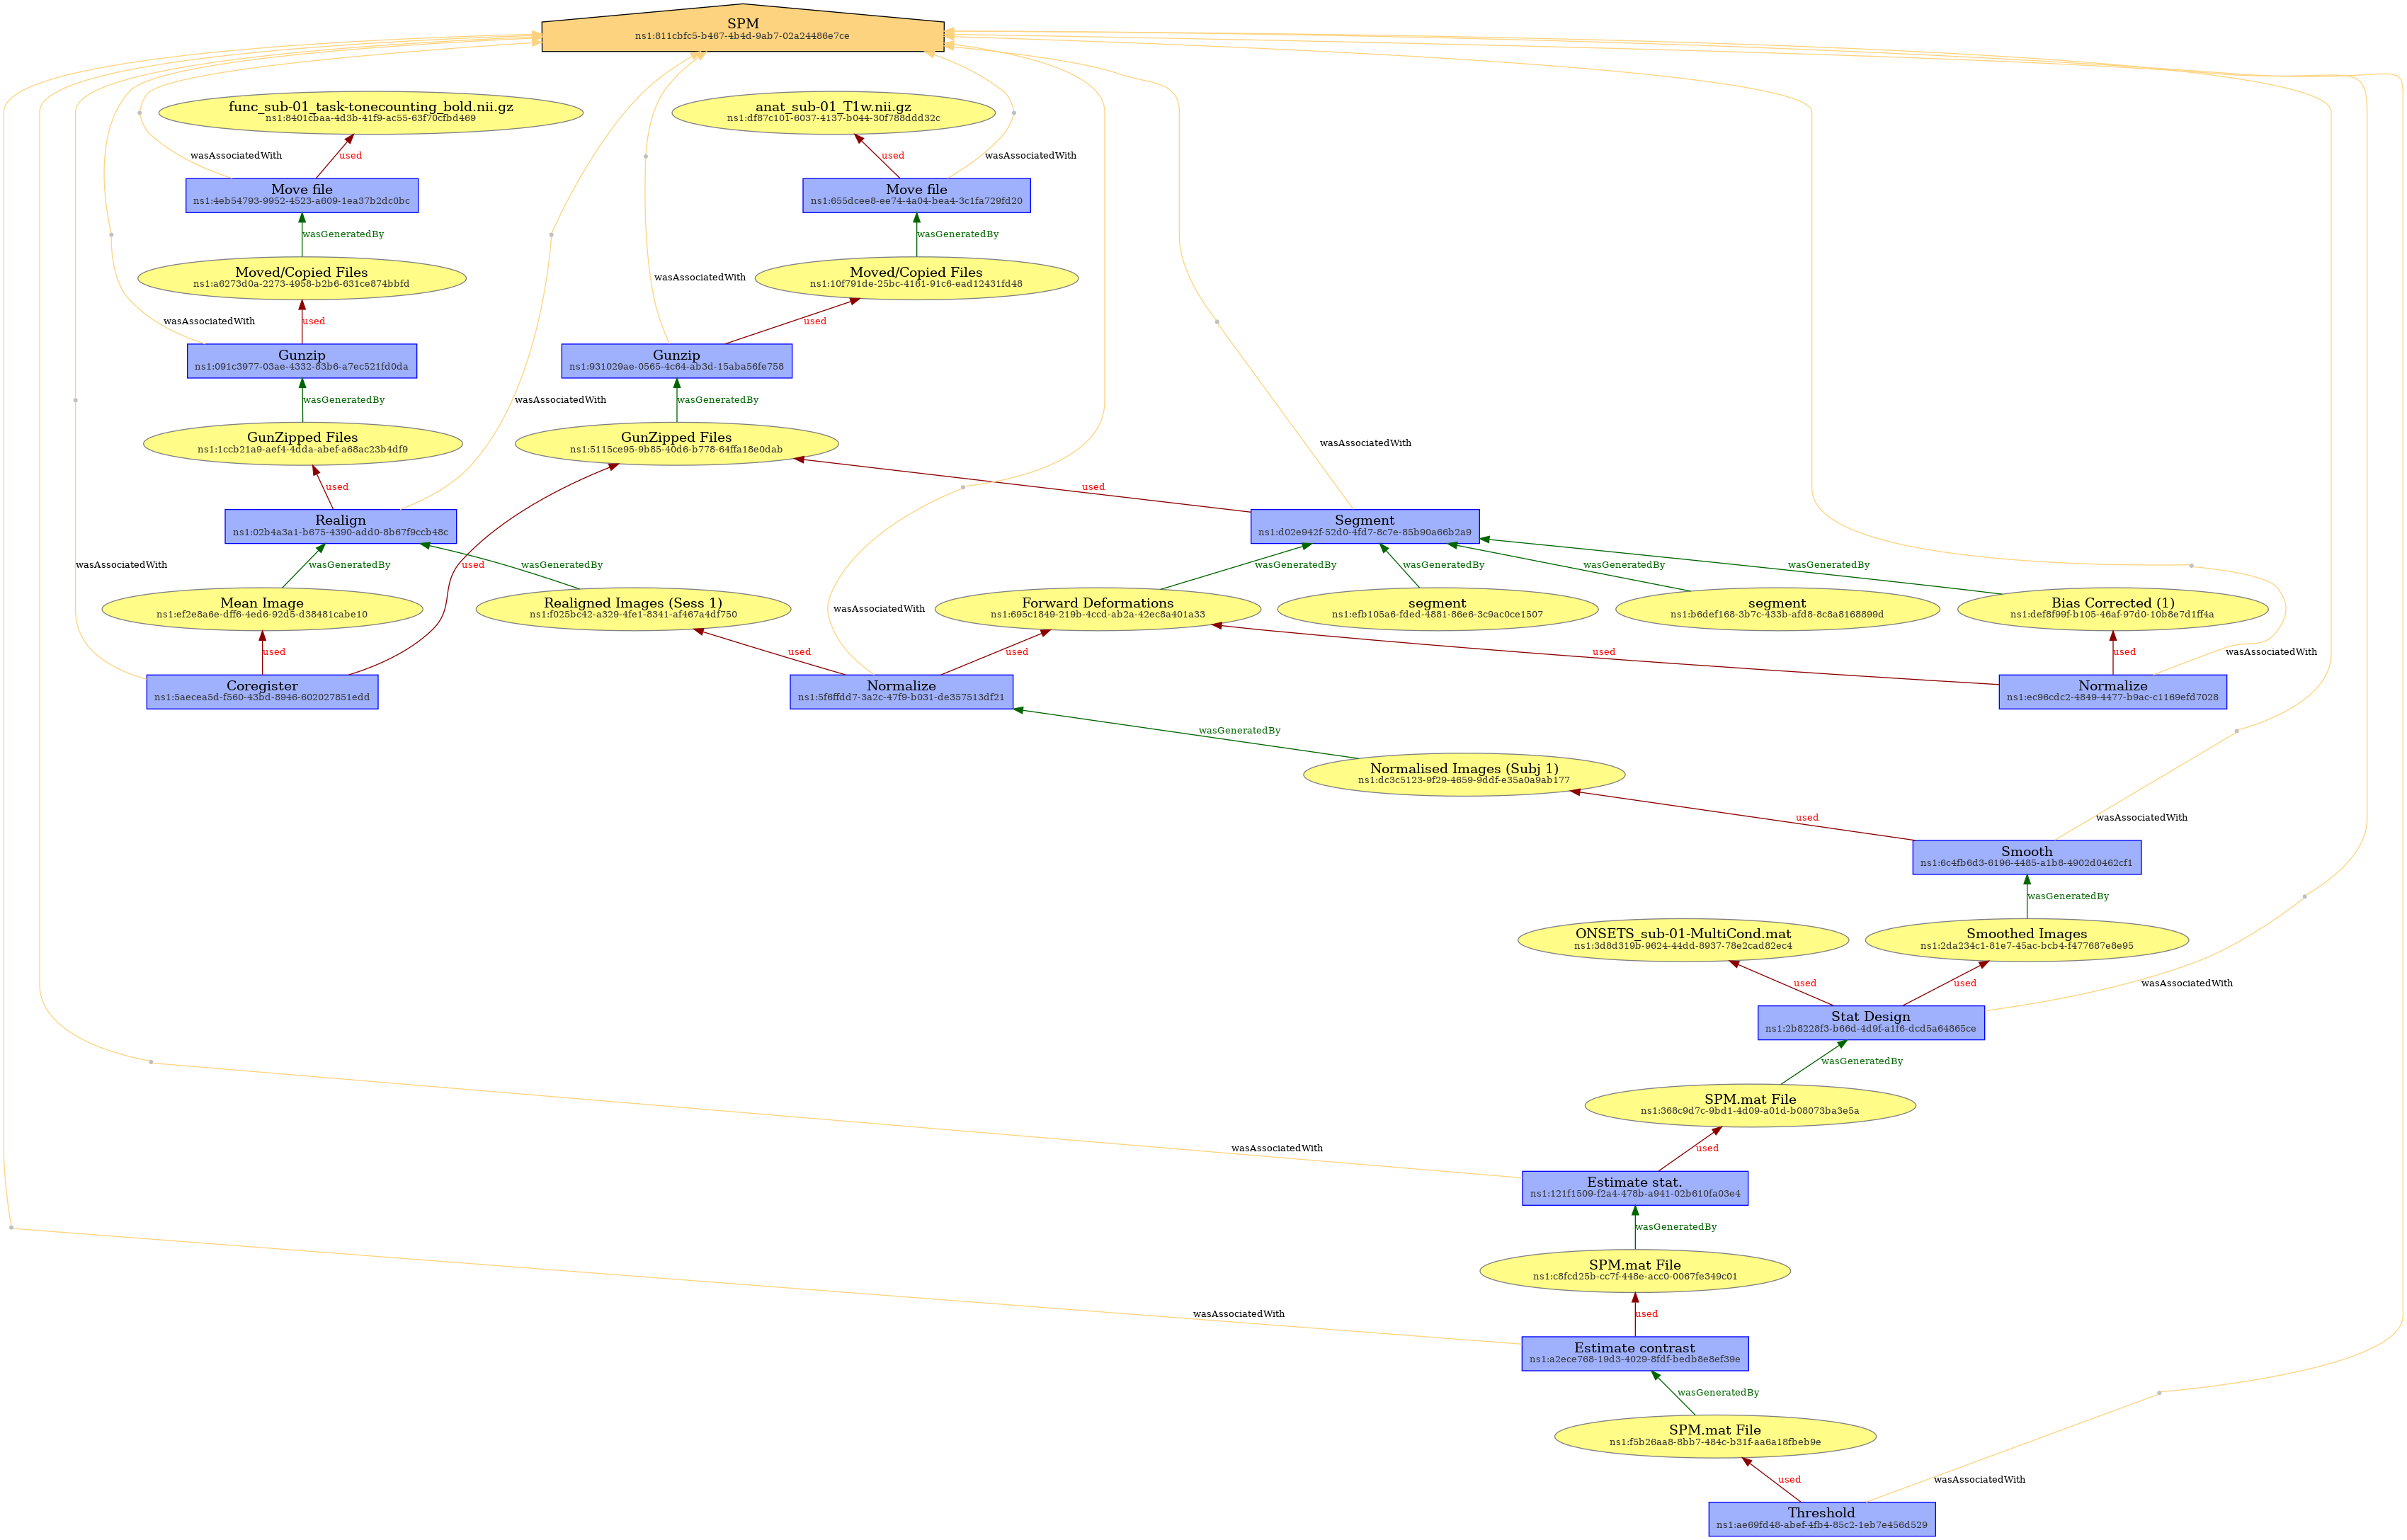 SPM
ns1:811cbfc5-b467-4b4d-9ab7-02a24486e7ce
func_sub-01_task-tonecounting_bold.nii.gz
ns1:8401cbaa-4d3b-41f9-ac55-63f70cfbd469
anat_sub-01_T1w.nii.gz
ns1:df87c101-6037-4137-b044-30f788ddd32c
wasAssociatedWith
used
used
wasAssociatedWith
Move file
ns1:4eb54793-9952-4523-a609-1ea37b2dc0bc
Move file
ns1:655dcee8-ee74-4a04-bea4-3c1fa729fd20
wasGeneratedBy
wasGeneratedBy
Moved/Copied Files
ns1:a6273d0a-2273-4958-b2b6-631ce874bbfd
wasAssociatedWith
Moved/Copied Files
ns1:10f791de-25bc-4161-91c6-ead12431fd48
wasAssociatedWith
used
used
Gunzip
ns1:091c3977-03ae-4332-83b6-a7ec521fd0da
Gunzip
ns1:931029ae-0565-4c64-ab3d-15aba56fe758
wasGeneratedBy
wasAssociatedWith
wasGeneratedBy
GunZipped Files
ns1:1ccb21a9-aef4-4dda-abef-a68ac23b4df9
GunZipped Files
ns1:5115ce95-9b85-40d6-b778-64ffa18e0dab
wasAssociatedWith
used
used
Realign
ns1:02b4a3a1-b675-4390-add0-8b67f9ccb48c
Segment
ns1:d02e942f-52d0-4fd7-8c7e-85b90a66b2a9
wasAssociatedWith
wasGeneratedBy
used
wasGeneratedBy
wasGeneratedBy
wasGeneratedBy
wasGeneratedBy
wasGeneratedBy
Mean Image
ns1:ef2e8a6e-dff6-4ed6-92d5-d38481cabe10
Realigned Images (Sess 1)
ns1:f025bc42-a329-4fe1-8341-af467a4df750
wasAssociatedWith
Forward Deformations
ns1:695c1849-219b-4ccd-ab2a-42ec8a401a33
segment
ns1:efb105a6-fded-4881-86e6-3c9ac0ce1507
segment
ns1:b6def168-3b7c-433b-afd8-8c8a8168899d
Bias Corrected (1)
ns1:def8f99f-b105-46af-97d0-10b8e7d1ff4a
used
used
used
used
used
wasAssociatedWith
Coregister
ns1:5aecea5d-f560-43bd-8946-602027851edd
Normalize
ns1:5f6ffdd7-3a2c-47f9-b031-de357513df21
Normalize
ns1:ec96cdc2-4849-4477-b9ac-c1169efd7028
wasGeneratedBy
Normalised Images (Subj 1)
ns1:dc3c5123-9f29-4659-9ddf-e35a0a9ab177
used
wasAssociatedWith
Smooth
ns1:6c4fb6d3-6196-4485-a1b8-4902d0462cf1
wasGeneratedBy
ONSETS_sub-01-MultiCond.mat
ns1:3d8d319b-9624-44dd-8937-78e2cad82ec4
Smoothed Images
ns1:2da234c1-81e7-45ac-bcb4-f477687e8e95
used
used
wasAssociatedWith
Stat Design
ns1:2b8228f3-b66d-4d9f-a1f6-dcd5a64865ce
wasGeneratedBy
SPM.mat File
ns1:368c9d7c-9bd1-4d09-a01d-b08073ba3e5a
wasAssociatedWith
used
Estimate stat.
ns1:121f1509-f2a4-478b-a941-02b610fa03e4
wasGeneratedBy
SPM.mat File
ns1:c8fcd25b-cc7f-448e-acc0-0067fe349c01
wasAssociatedWith
used
Estimate contrast
ns1:a2ece768-19d3-4029-8fdf-bedb8e8ef39e
wasGeneratedBy
SPM.mat File
ns1:f5b26aa8-8bb7-484c-b31f-aa6a18fbeb9e
used
wasAssociatedWith
Threshold
ns1:ae69fd48-abef-4fb4-85c2-1eb7e456d529